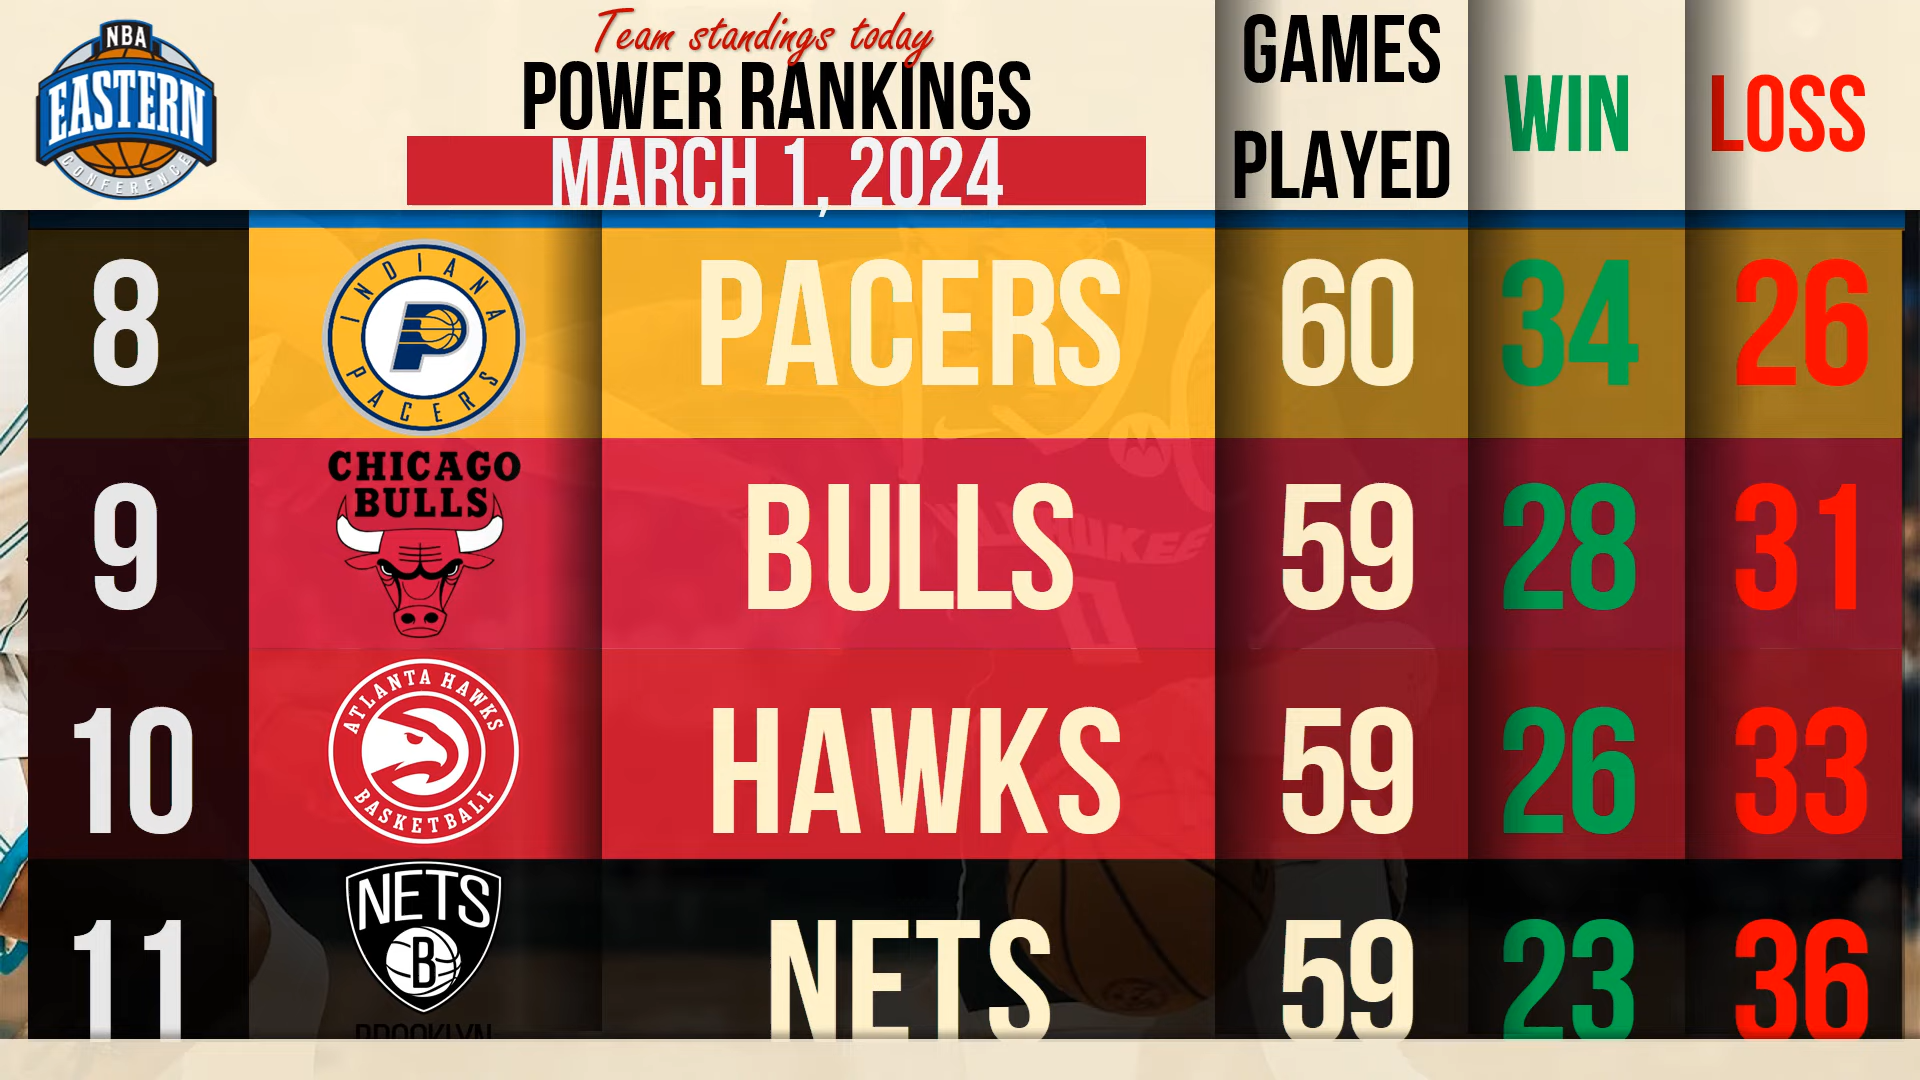 NBA
EASTERN
CONFERENCE
Team standings today
POWER RANKINGS
MARCH 1, 2024
GAMES
PLAYED
WIN
LOSS
8
INDIANA
PACERS
PACERS
60
34
26
9
CHICAGO
BULLS
BULLS
59
28
31
10
ATLANTA HAWKS
BASKETBALL
HAWKS
59
26
33
11
NETS
B
BROOKLYN
NETS
59
23
36